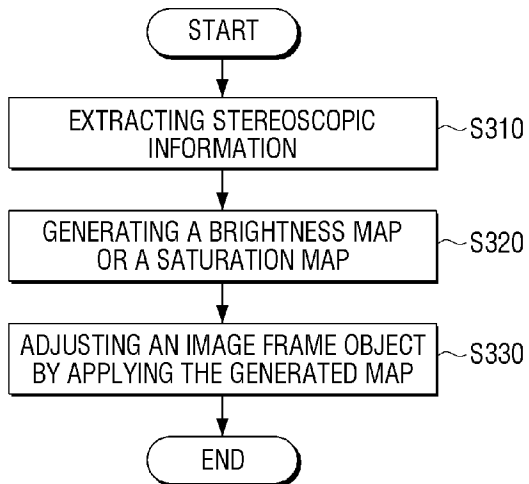 START
EXTRACTING STEREOSCOPIC
INFORMATION
S310
GENERATING A BRIGHTNESS MAP
OR A SATURATION MAP
S320
ADJUSTING AN IMAGE FRAME OBJECT
BY APPLYING THE GENERATED MAP
S330
END